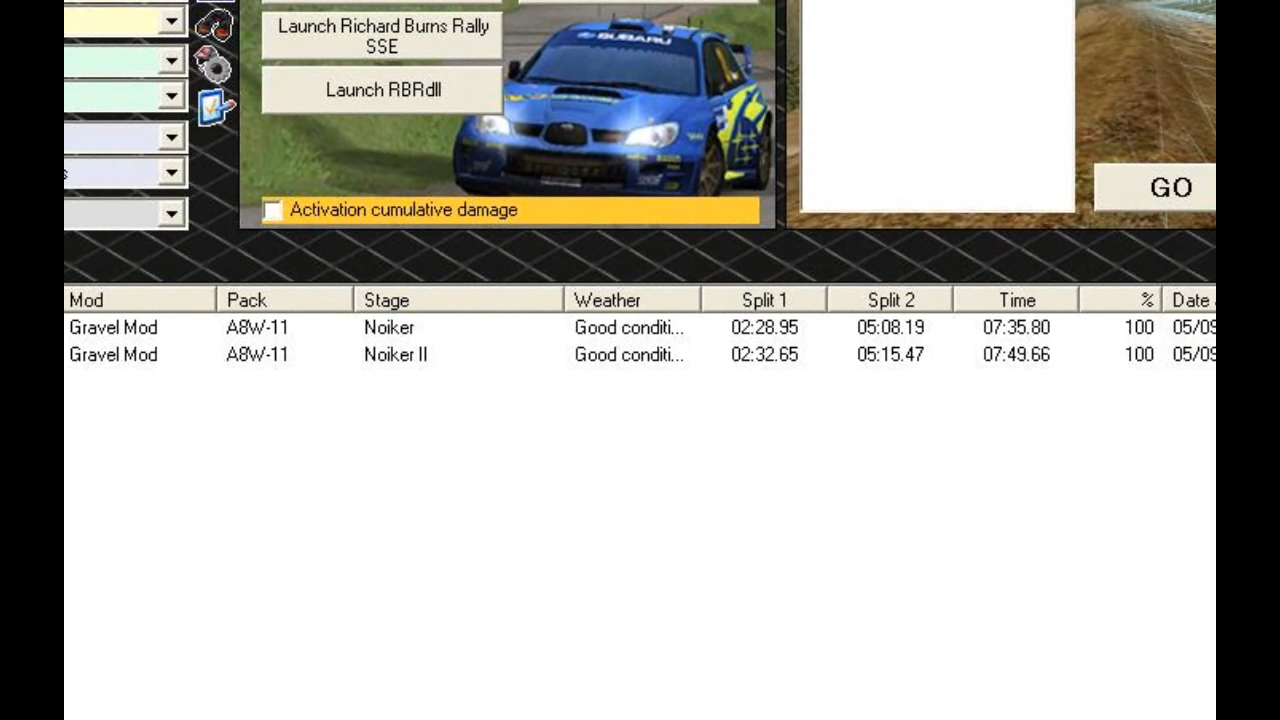 Launch Richard Burns Rally
SSE
SUBARU
Launch RBRdll
s
GO
Activation cumulative damage
Mod Pack Stage Weather Split 1 Split 2 Time % Date
Gravel Mod A8W-11 Noiker Good conditi... 02:28.95 05:08.19 07:35.80 100 05/09
Gravel Mod A8W-11 Noiker II Good conditi... 02:32.65 05:15.47 07:49.66 100 05/09